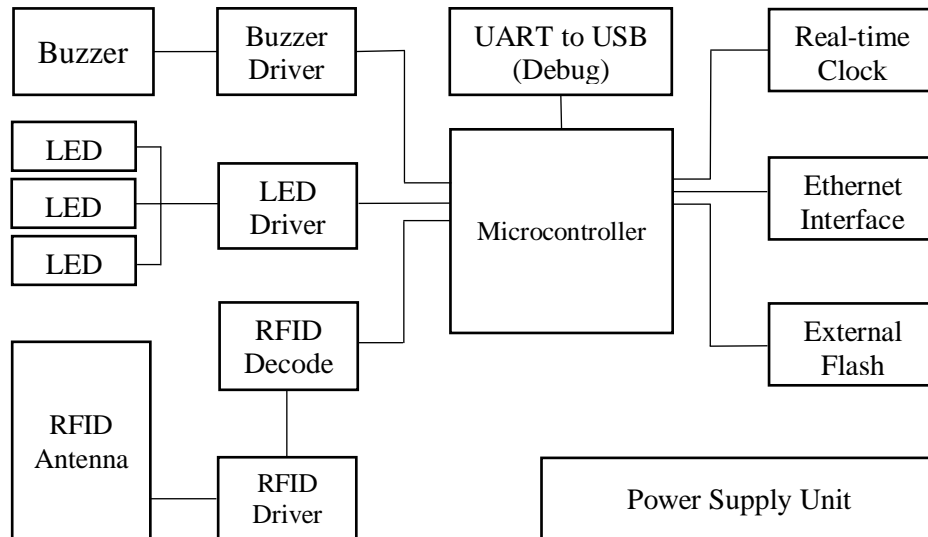 Buzzer
Buzzer
Driver
UART to USB
(Debug)
Real-time
Clock
LED
LED
LED
LED
Driver
Microcontroller
Ethernet
Interface
RFID
Decode
External
Flash
RFID
Antenna
RFID
Driver
Power Supply Unit